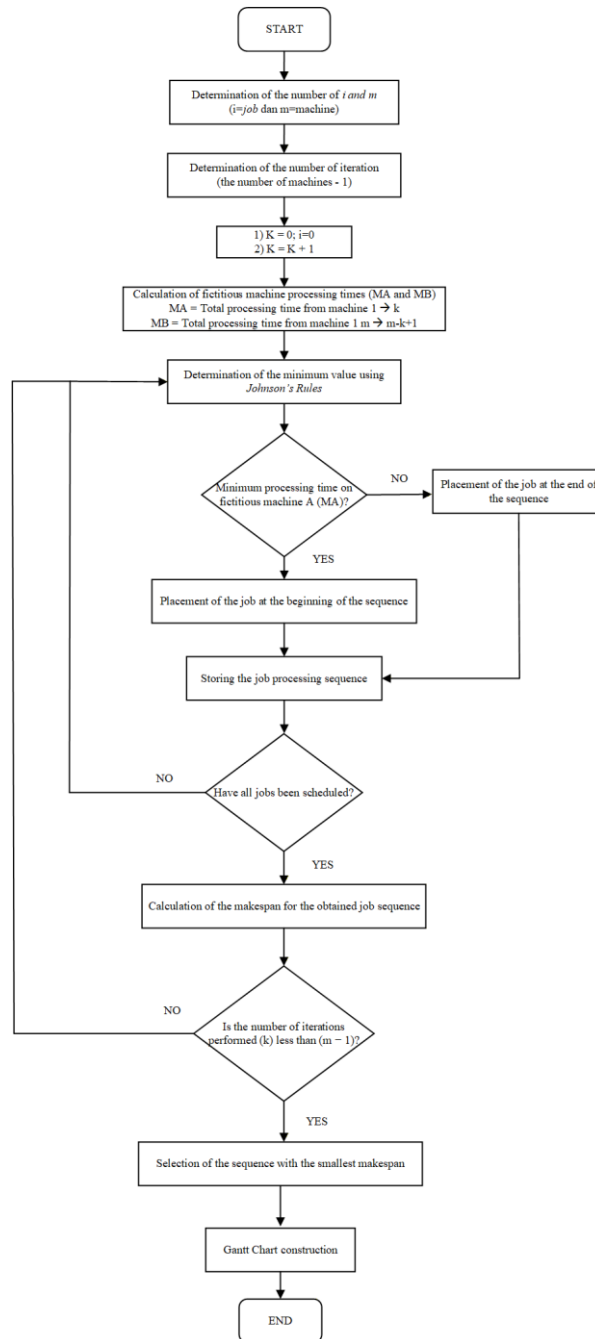 START
Determination of the number of i and m
(i=job dan m=machine)
Determination of the number of iteration
(the number of machines - 1)
1) K = 0; i=0
2) K = K + 1
Calculation of fictitious machine processing times (MA and MB)
MA = Total processing time from machine 1 → k
MB = Total processing time from machine 1 m → m-k+1
Determination of the minimum value using
Johnson's Rules
Minimum processing time on
fictitious machine A (MA)?
NO
Placement of the job at the end of
the sequence
YES
Placement of the job at the beginning of the sequence
Storing the job processing sequence
Have all jobs been scheduled?
NO
YES
Calculation of the makespan for the obtained job sequence
Is the number of iterations
performed (k) less than (m − 1)?
NO
YES
Selection of the sequence with the smallest makespan
Gantt Chart construction
END